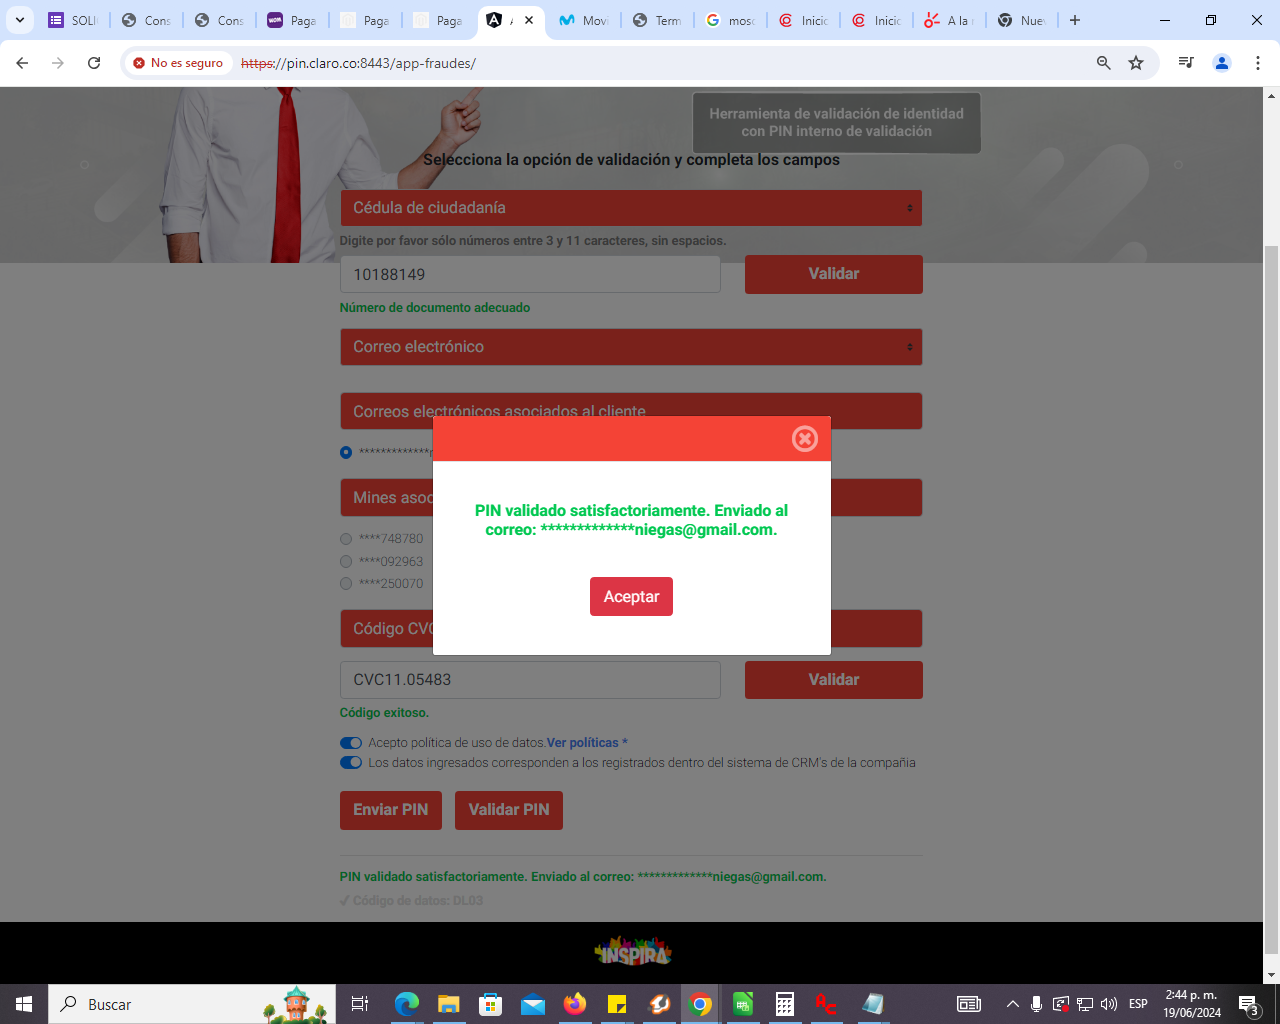 SOLI
Cons
Cons
WOM
Paga
Paga
Paga
Movi
Term
mosc
Inicio
Inicio
A la
Nuev
No es seguro
https://pin.claro.co:8443/app-fraudes/
Herramienta de validación de identidad
con PIN interno de validación
Selecciona la opción de validación y completa los campos
Cédula de ciudadanía
Digite por favor sólo números entre 3 y 11 caracteres, sin espacios.
10188149
Validar
Número de documento adecuado
Correo electrónico
Correos electrónicos asociados al cliente
*************n
Mines asoc
****748780
****092963
****250070
PIN validado satisfactoriamente. Enviado al
correo: *************niegas@gmail.com.
Aceptar
Código CVC
CVC11.05483
Validar
Código exitoso.
Acepto política de uso de datos.Ver políticas *
Los datos ingresados corresponden a los registrados dentro del sistema de CRM's de la compañia
Enviar PIN
Validar PIN
PIN validado satisfactoriamente. Enviado al correo: *************niegas@gmail.com.
✔ Código de datos: DL03
INSPIRA
Buscar
ESP
2:44 p. m.
19/06/2024
3